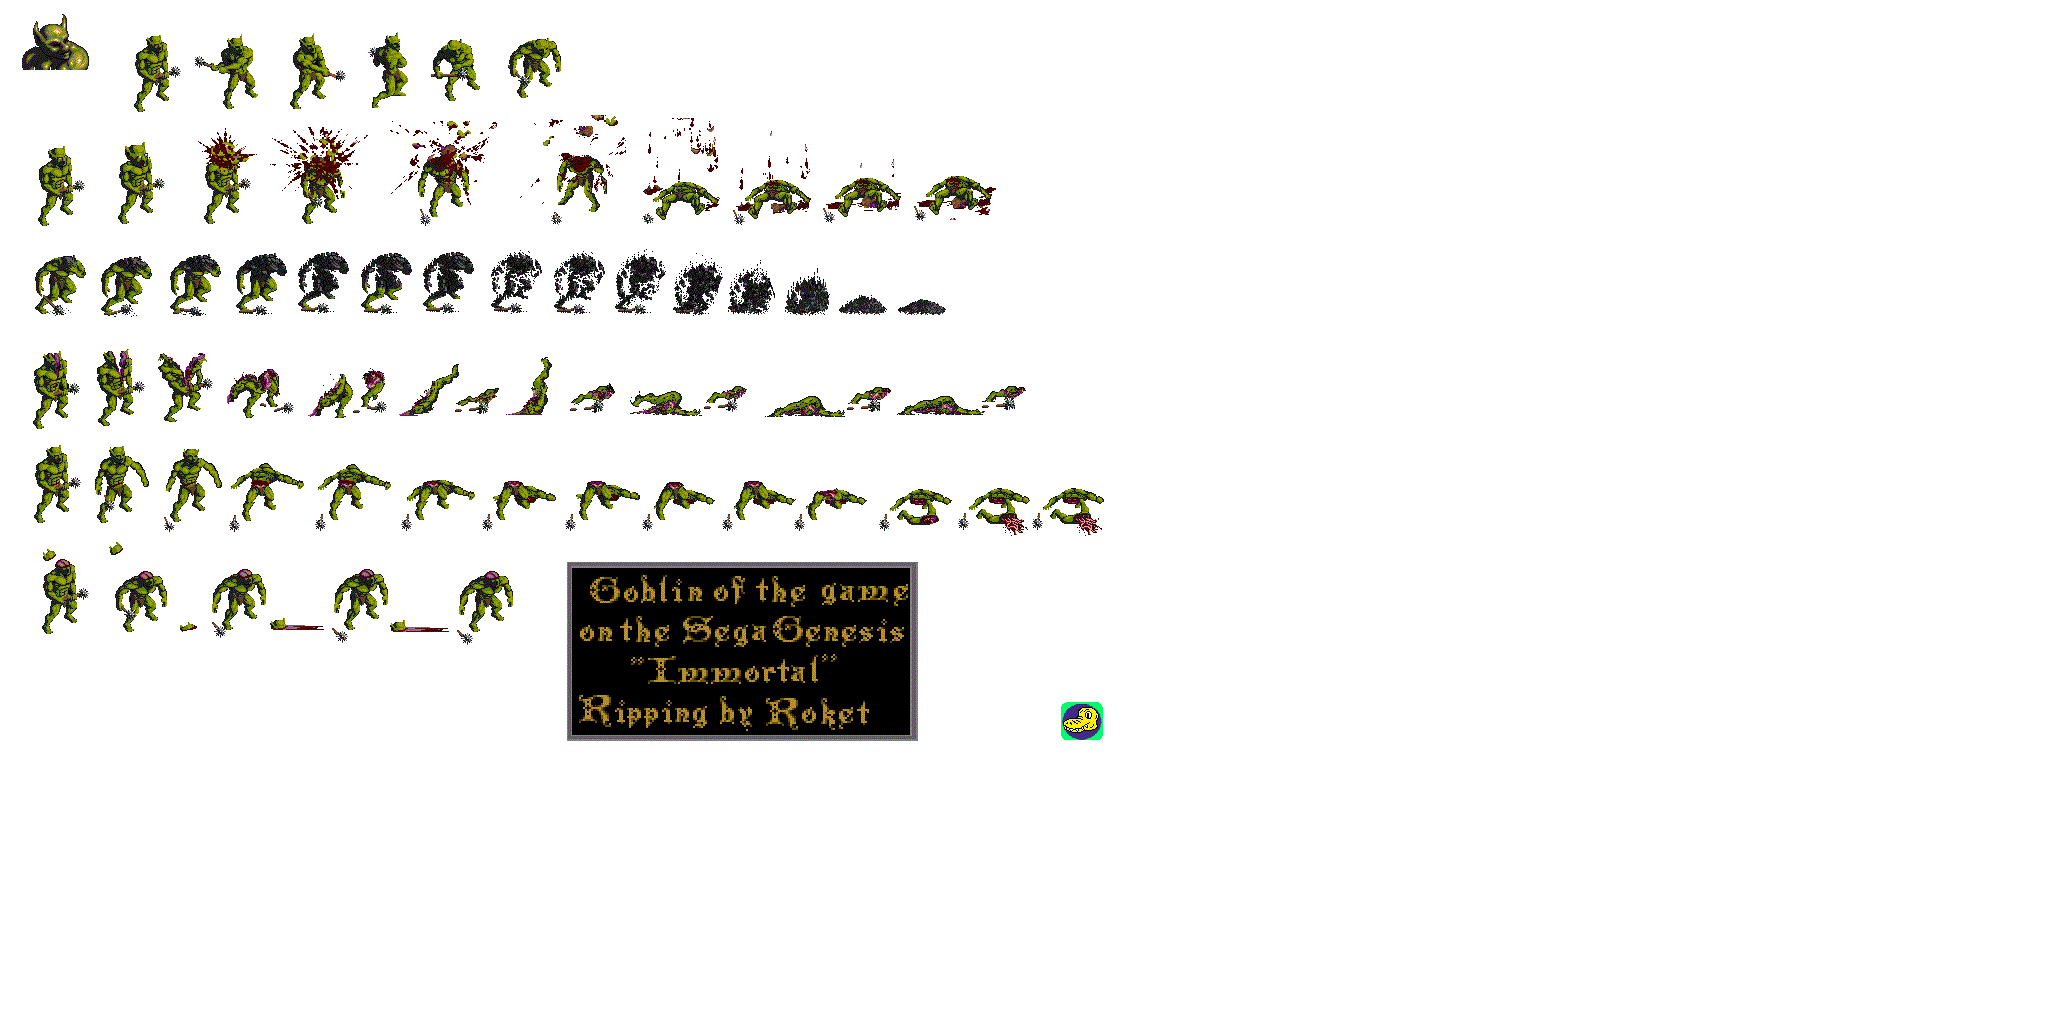 Goblin of the game
on the Sega Genesis
"Immortal"
Ripping by Roket